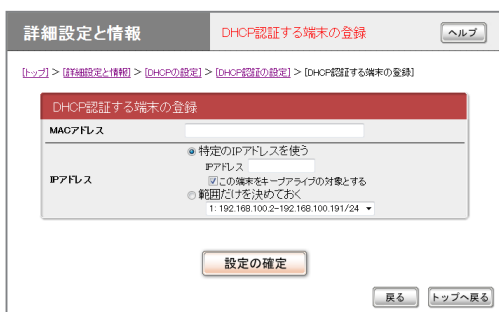 詳細設定と情報 DHCP認証する端末の登録 ヘルプ
[トップ] > [詳細設定と情報] > [DHCPの設定] > [DHCP認証の設定] > [DHCP認証する端末の登録]
DHCP認証する端末の登録
MACアドレス
特定のIPアドレスを使う
IPアドレス
IPアドレス
この端末をキープアライブの対象とする
範囲だけを決めておく
1: 192.168.100.2-192.168.100.191/24
設定の確定
戻る トップへ戻る